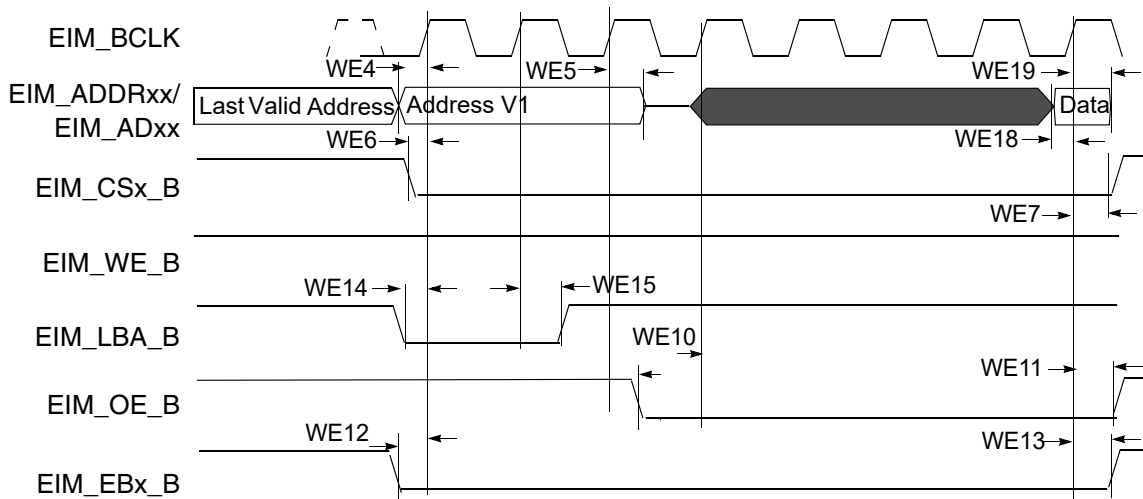 EIM_BCLK
WE4
WE5
WE19
EIM_ADDRxx/
EIM_ADxx
Last Valid Address
Address V1
Data
WE6
WE18
EIM_CSx_B
WE7
EIM_WE_B
WE14
WE15
EIM_LBA_B
WE10
WE11
EIM_OE_B
WE12
WE13
EIM_EBx_B